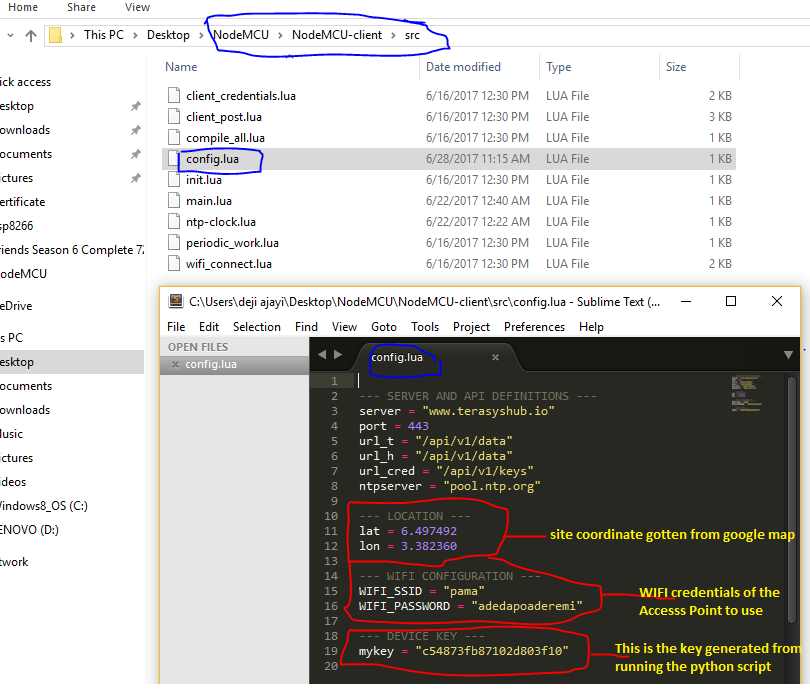 Home Share View
This PC Desktop NodeMCU NodeMCU-client src
Name Date modified Type Size
ick access
esktop
ownloads
ocuments
ictures
ertificate
sp8266
riends Season 6 Complete 72
odeMCU
eDrive
s PC
esktop
ocuments
ownloads
usic
ictures
ideos
indows8_OS (C:)
ENOVO (D:)
twork
client_credentials.lua 6/16/2017 12:30 PM LUA File 2 KB
client_post.lua 6/16/2017 12:30 PM LUA File 3 KB
compile_all.lua 6/16/2017 12:30 PM LUA File 1 KB
config.lua 6/28/2017 11:15 AM LUA File 1 KB
init.lua 6/16/2017 12:30 PM LUA File 1 KB
main.lua 6/22/2017 12:40 AM LUA File 1 KB
ntp-clock.lua 6/22/2017 12:22 AM LUA File 1 KB
periodic_work.lua 6/16/2017 12:30 PM LUA File 1 KB
wifi_connect.lua 6/16/2017 12:30 PM LUA File 2 KB
C:\Users\deji ajayi\Desktop\NodeMCU\NodeMCU-client\src\config.lua - Sublime Text (...
File Edit Selection Find View Goto Tools Project Preferences Help
OPEN FILES
config.lua
config.lua
1
2 --- SERVER AND API DEFINITIONS ---
3 server = "www.terasyshub.io"
4 port = 443
5 url_t = "/api/v1/data"
6 url_h = "/api/v1/data"
7 url_cred = "/api/v1/keys"
8 ntpserver = "pool.ntp.org"
9
10 --- LOCATION ---
11 lat = 6.497492
12 lon = 3.382360
13
14 --- WIFI CONFIGURATION ---
15 WIFI_SSID = "pama"
16 WIFI_PASSWORD = "adedapoaderemi"
17
18 --- DEVICE KEY ---
19 mykey = "c54873fb87102d803f10"
20
site coordinate gotten from google map
WIFI credentials of the
Accesss Point to use
This is the key generated from
running the python script